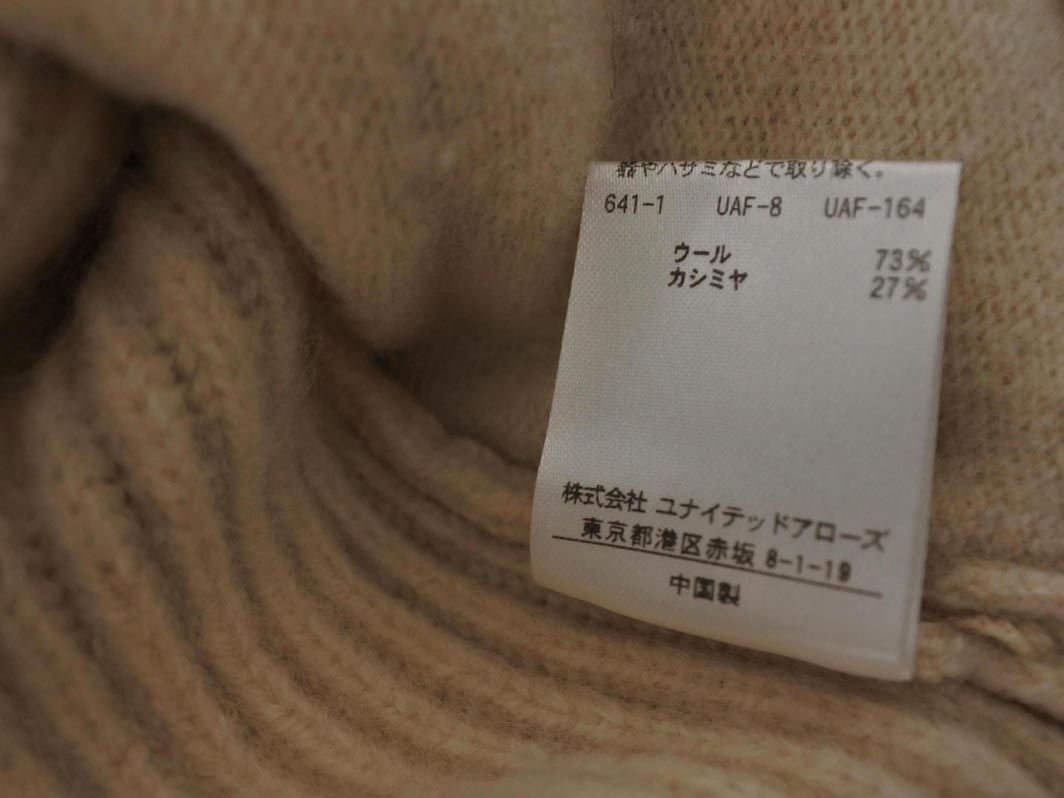 器やハサミなどで取り除く。
641-1 UAF-8 UAF-164
ウール 73%
カシミヤ 27%
株式会社 ユナイテッドアローズ
東京都港区赤坂 8-1-19
中国製